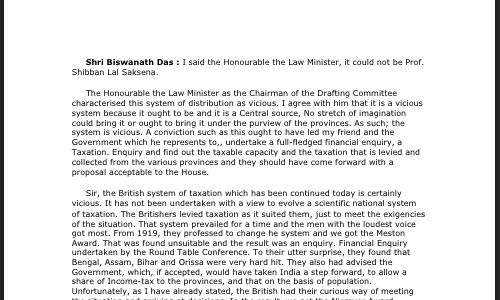 Shri Biswanath Das : I said the Honourable the Law Minister, it could not be Prof.
Shibban Lal Saksena.
The Honourable the Law Minister as the Chairman of the Drafting Committee
characterised this system of distribution as vicious. I agree with him that it is a vicious
system because it ought to be and it is a Central source, No stretch of imagination
could bring it or ought to bring it under the purview of the provinces. As such; the
system is vicious. A conviction such as this ought to have led my friend and the
Government which he represents to,, undertake a full-fledged financial enquiry, a
Taxation. Enquiry and find out the taxable capacity and the taxation that is levied and
collected from the various provinces and they should have come forward with a
proposal acceptable to the House.
Sir, the British system of taxation which has been continued today is certainly
vicious. It has not been undertaken with a view to evolve a scientific national system
of taxation. The Britishers levied taxation as it suited them, just to meet the exigencies
of the situation. That system prevailed for a time and the men with the loudest voice
got most. From 1919, they professed to change he system and we got the Meston
Award. That was found unsuitable and the result was an enquiry. Financial Enquiry
undertaken by the Round Table Conference. To their utter surprise, they found that
Bengal, Assam, Bihar and Orissa were very hard hit. They also had advised the
Government, which, if accepted, would have taken India a step forward, to allow a
share of Income-tax to the provinces, and that on the basis of population.
Unfortunately, as I have already stated, the British had their curious way of meeting